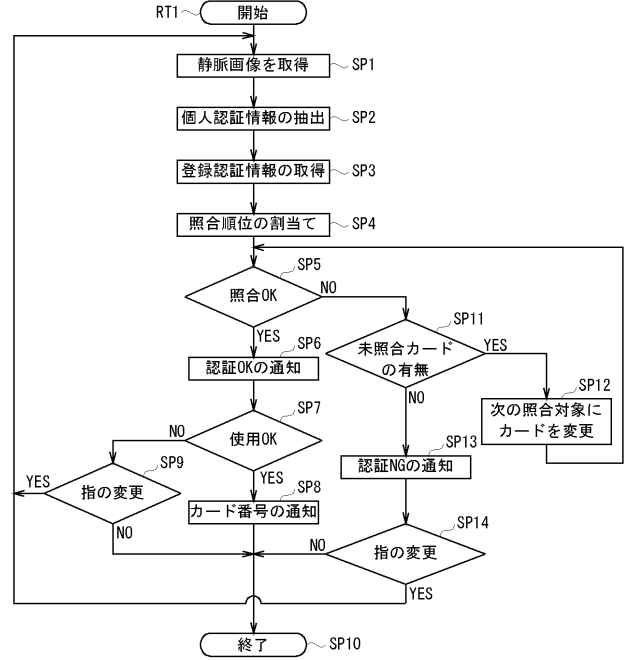 RT1
開始
静脈画像を取得
SP1
個人認証情報の抽出
SP2
登録認証情報の取得
SP3
照合順位の割当て
SP4
SP5
照合OK
NO
YES
SP11
未照合カード
の有無
YES
NO
SP6
認証OKの通知
SP12
次の照合対象に
カードを変更
SP7
使用OK
NO
YES
SP13
認証NGの通知
SP9
指の変更
YES
NO
SP8
カード番号の通知
SP14
指の変更
NO
YES
終了
SP10